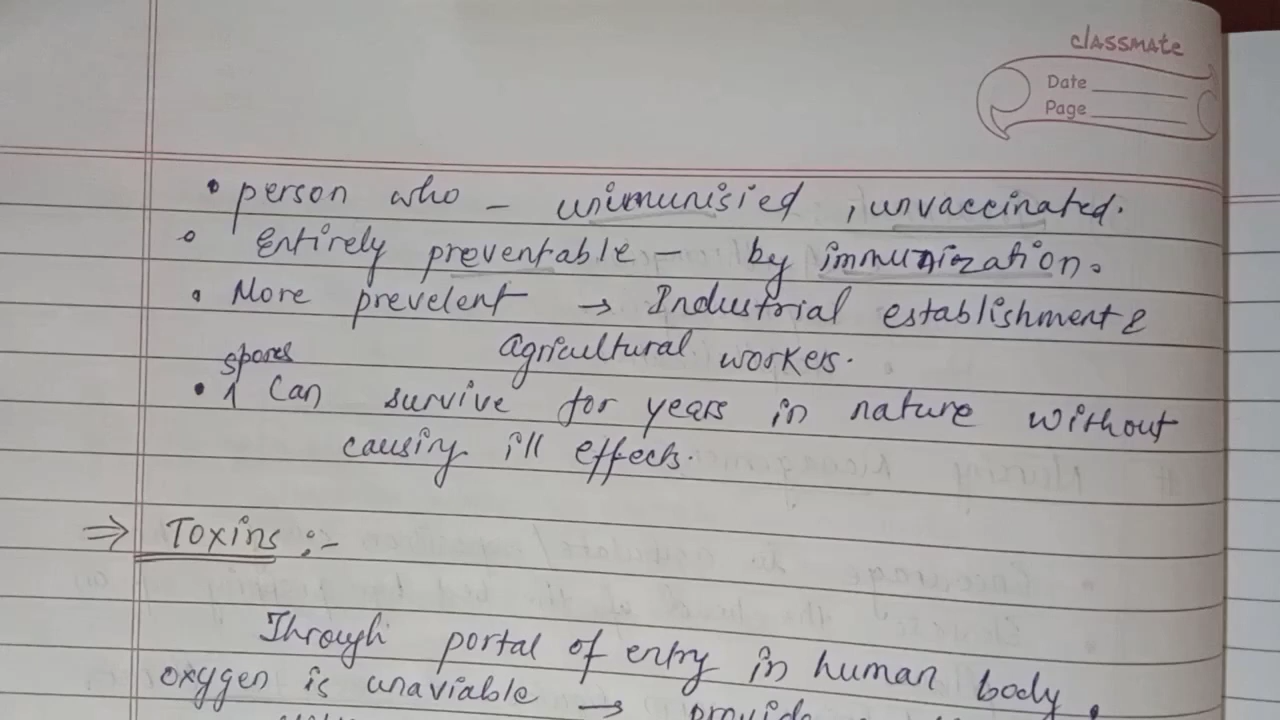 classmate
Date
Page
• person who – unimunisied, unvaccinated.
• Entirely preventable – by immunization.
• More prevelent → Industrial establishment &
agricultural workers.
spores
• ^ Can survive for years in nature without
causing ill effects.
⇒ Toxins :-
Through portal of entry in human body,
oxygen is unaviable → provide